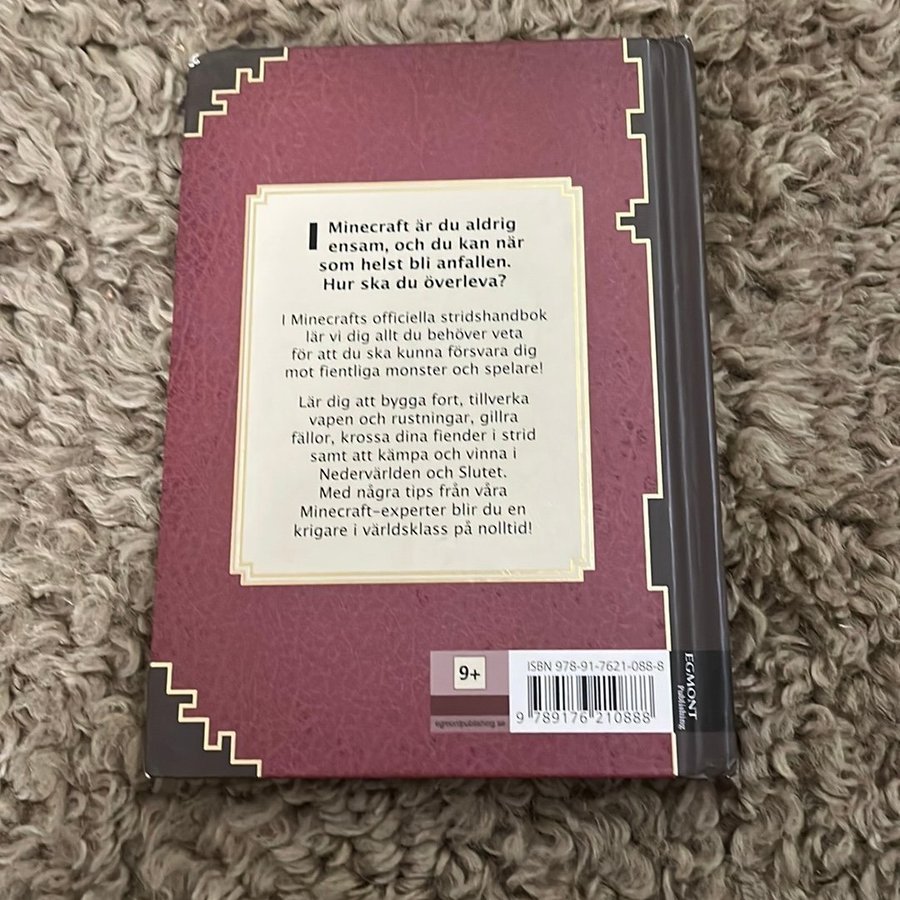 I Minecraft är du aldrig
ensam, och du kan när
som helst bli anfallen.
Hur ska du överleva?
I Minecrafts officiella stridshandbok
lär vi dig allt du behöver veta
för att du ska kunna försvara dig
mot fientliga monster och spelare!
Lär dig att bygga fort, tillverka
vapen och rustningar, gillra
fällor, krossa dina fiender i strid
samt att kämpa och vinna i
Nedervärlden och Slutet.
Med några tips från våra
Minecraft-experter blir du en
krigare i världsklass på nolltid!
9+
egmontpublishing.se
ISBN 978-91-7621-088-8
9 789176 210888
EGMONT
Publishing